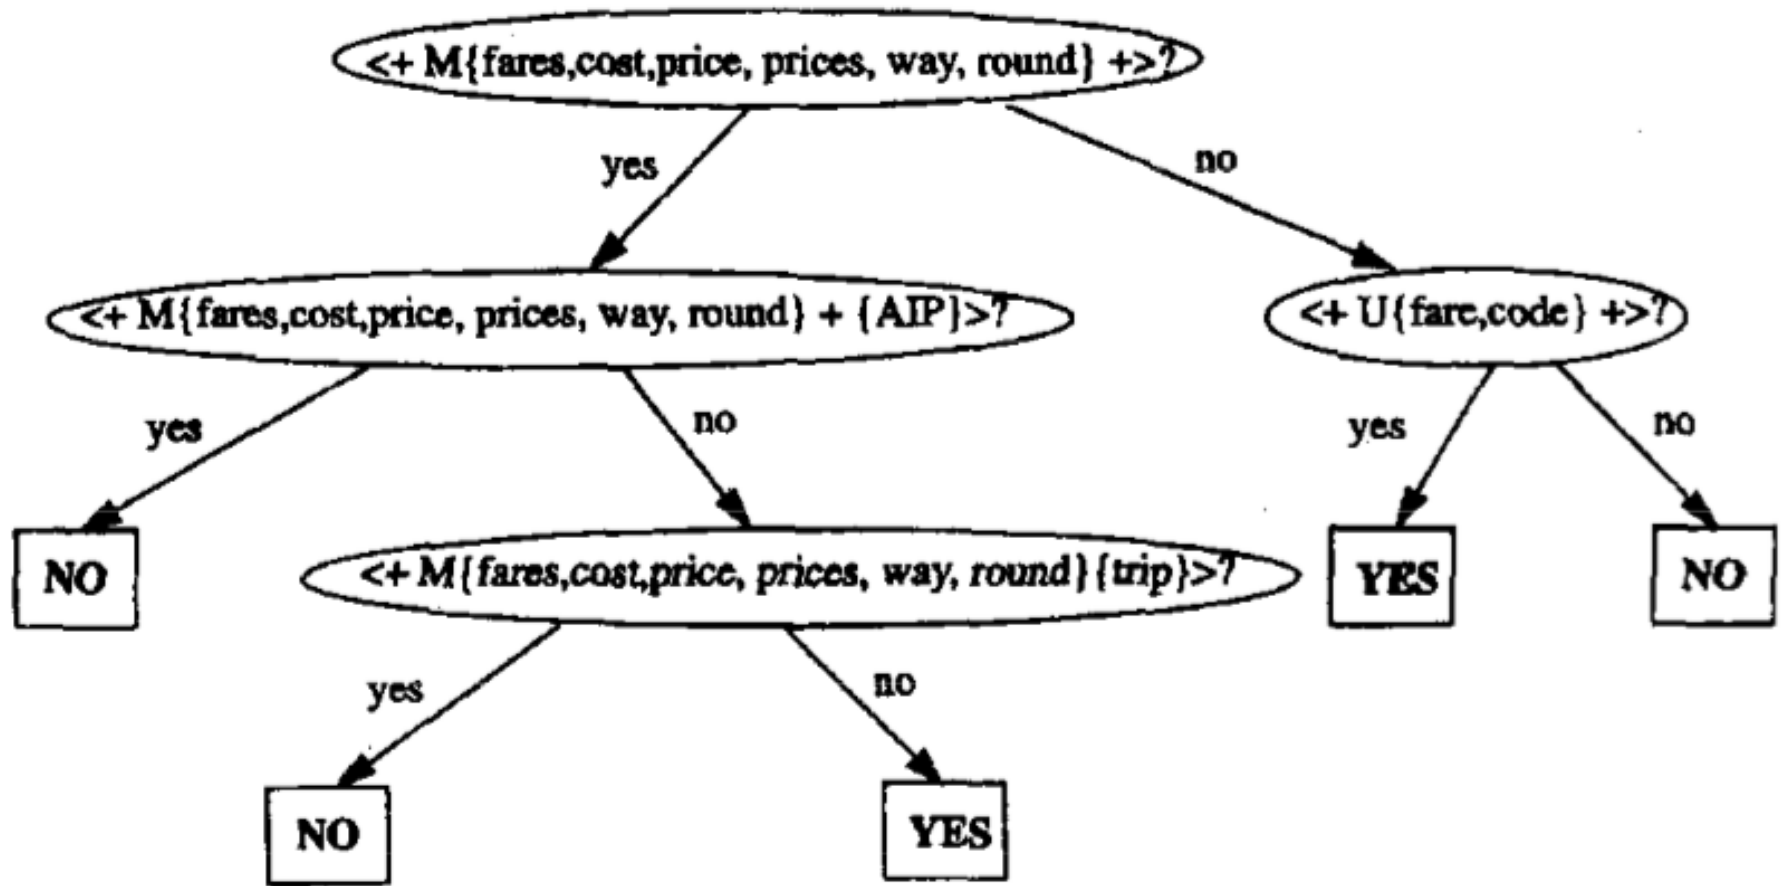 <+ M{fares,cost,price, prices, way, round} +>?
yes
no
<+ M{fares,cost,price, prices, way, round} + {AIP}>?
<+ U{fare,code} +>?
yes
no
yes
no
NO
<+ M{fares,cost,price, prices, way, round}{trip}>?
YES
NO
yes
no
NO
YES